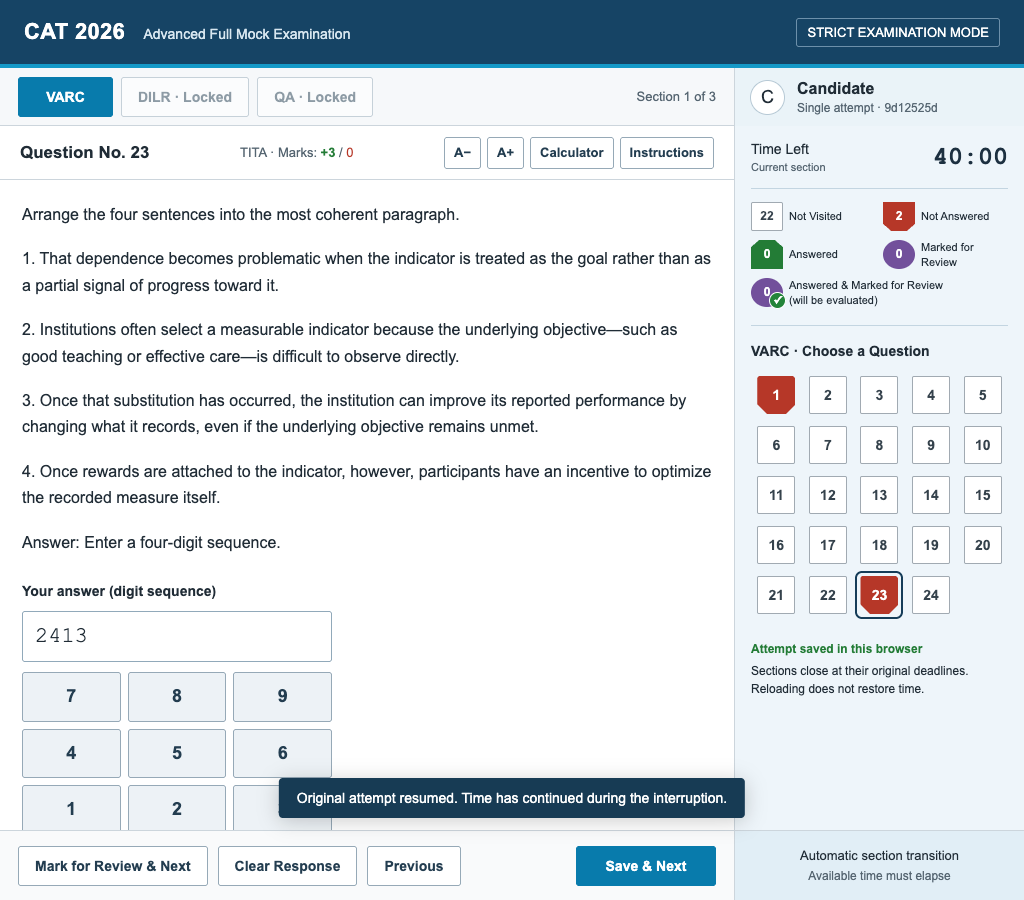 CAT 2026 Advanced Full Mock Examination STRICT EXAMINATION MODE
VARC DILR · Locked QA · Locked Section 1 of 3
Question No. 23 TITA · Marks: +3 / 0 A− A+ Calculator Instructions
Arrange the four sentences into the most coherent paragraph.
1. That dependence becomes problematic when the indicator is treated as the goal rather than as
a partial signal of progress toward it.
2. Institutions often select a measurable indicator because the underlying objective—such as
good teaching or effective care—is difficult to observe directly.
3. Once that substitution has occurred, the institution can improve its reported performance by
changing what it records, even if the underlying objective remains unmet.
4. Once rewards are attached to the indicator, however, participants have an incentive to optimize
the recorded measure itself.
Answer: Enter a four-digit sequence.
Your answer (digit sequence)
2413
7 8 9
4 5 6
1 2
Original attempt resumed. Time has continued during the interruption.
Mark for Review & Next Clear Response Previous Save & Next
C Candidate
Single attempt · 9d12525d
Time Left 40:00
Current section
22 Not Visited 2 Not Answered
0 Answered 0 Marked for
Review
0 ✓ Answered & Marked for Review
(will be evaluated)
VARC · Choose a Question
1 2 3 4 5
6 7 8 9 10
11 12 13 14 15
16 17 18 19 20
21 22 23 24
Attempt saved in this browser
Sections close at their original deadlines.
Reloading does not restore time.
Automatic section transition
Available time must elapse